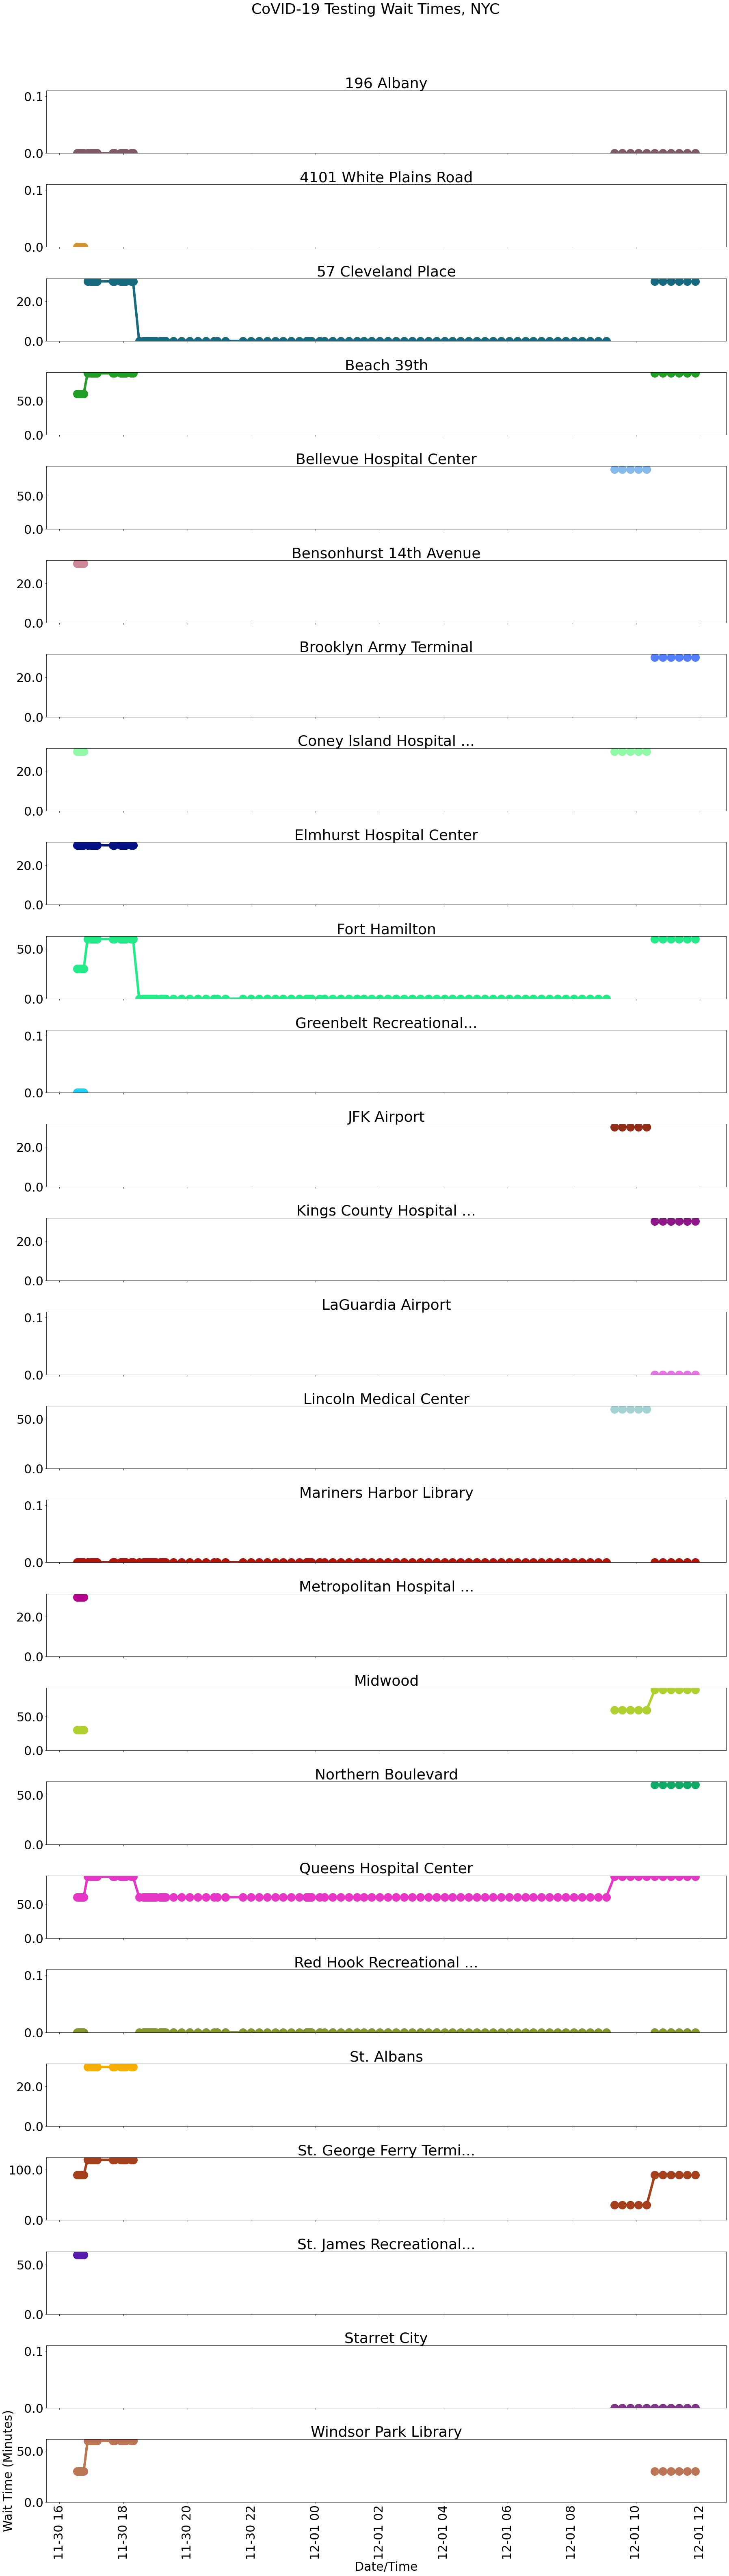 CoVID-19 Testing Wait Times, NYC
196 Albany
0.1
0.0
4101 White Plains Road
0.1
0.0
57 Cleveland Place
20.0
0.0
Beach 39th
50.0
0.0
Bellevue Hospital Center
50.0
0.0
Bensonhurst 14th Avenue
20.0
0.0
Brooklyn Army Terminal
20.0
0.0
Coney Island Hospital ...
20.0
0.0
Elmhurst Hospital Center
20.0
0.0
Fort Hamilton
50.0
0.0
Greenbelt Recreational...
0.1
0.0
JFK Airport
20.0
0.0
Kings County Hospital ...
20.0
0.0
LaGuardia Airport
0.1
0.0
Lincoln Medical Center
50.0
0.0
Mariners Harbor Library
0.1
0.0
Metropolitan Hospital ...
20.0
0.0
Midwood
50.0
0.0
Northern Boulevard
50.0
0.0
Queens Hospital Center
50.0
0.0
Red Hook Recreational ...
0.1
0.0
St. Albans
20.0
0.0
St. George Ferry Termi...
100.0
0.0
St. James Recreational...
50.0
0.0
Starret City
0.1
0.0
Windsor Park Library
50.0
0.0
Wait Time (Minutes)
11-30 16
11-30 18
11-30 20
11-30 22
12-01 00
12-01 02
12-01 04
12-01 06
12-01 08
12-01 10
12-01 12
Date/Time